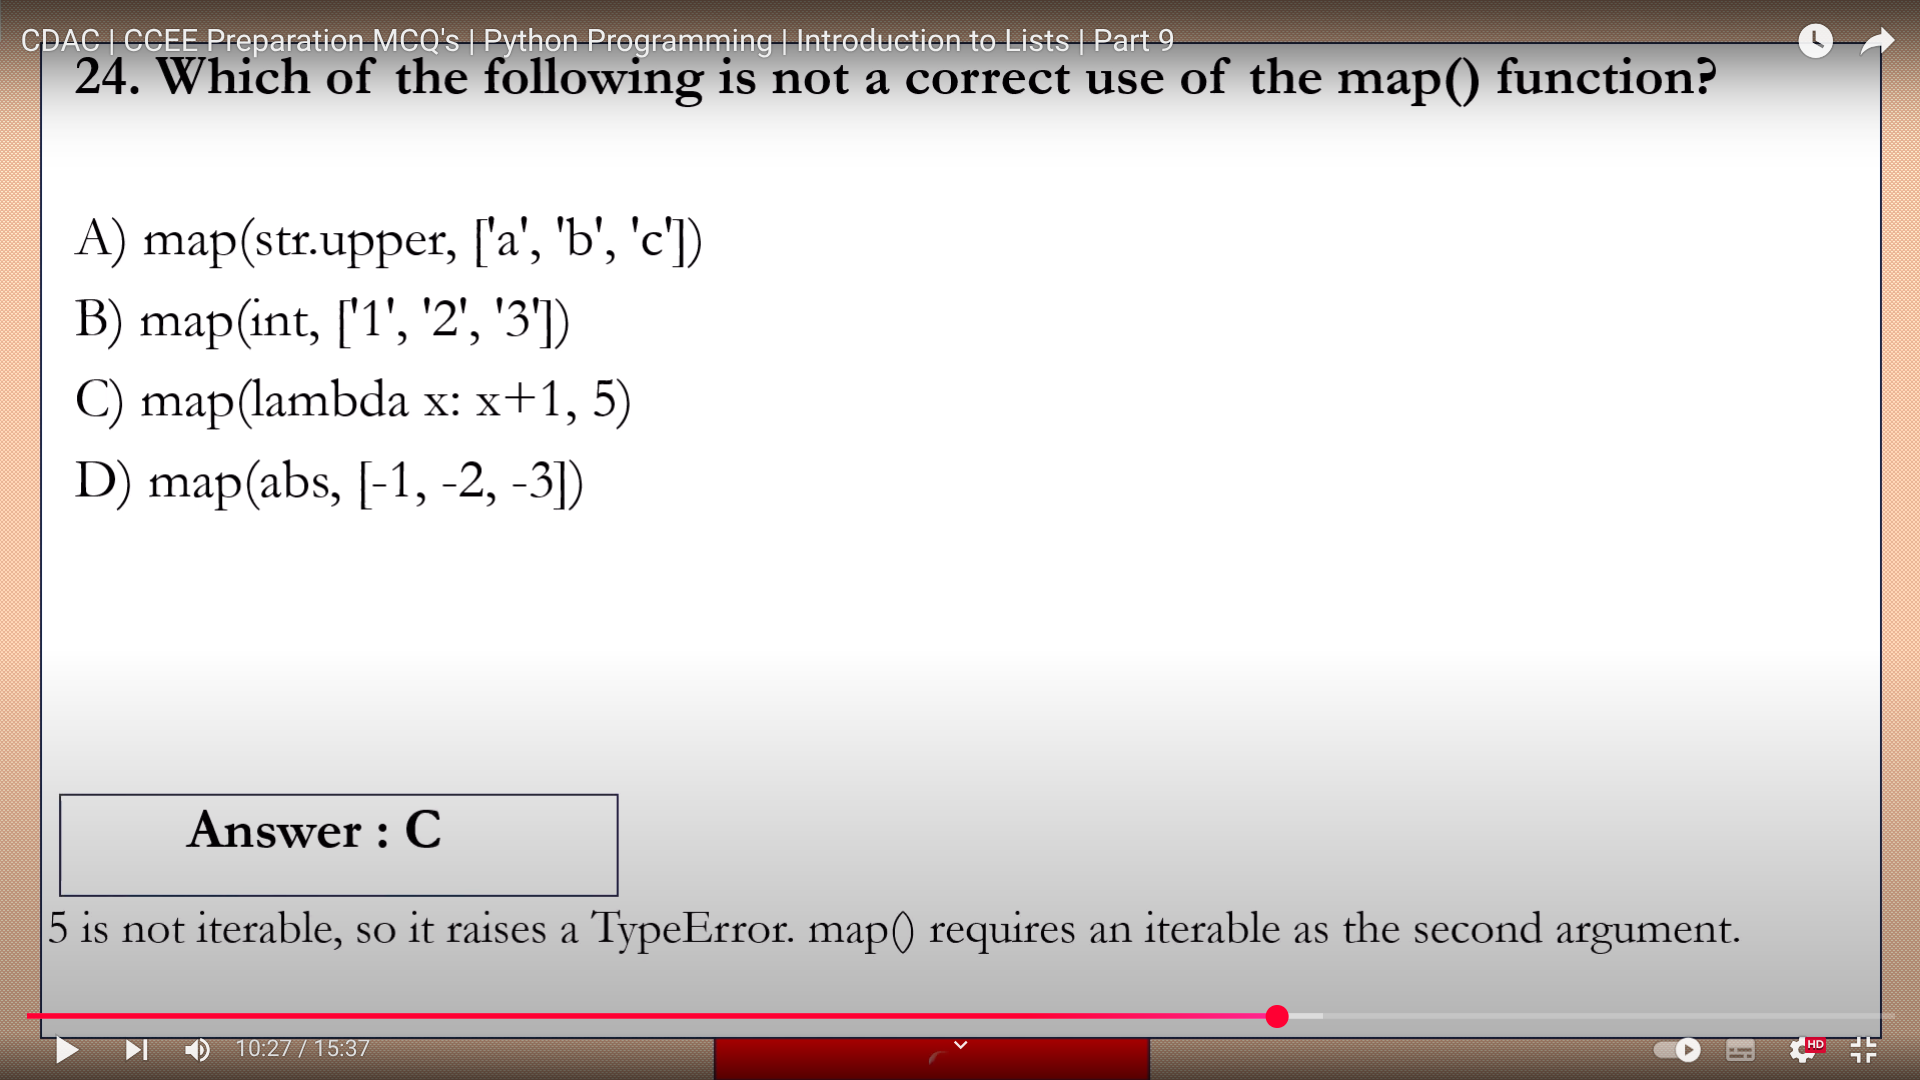 CDAC | CCEE Preparation MCQ's | Python Programming | Introduction to Lists | Part 9
24. Which of the following is not a correct use of the map() function?
A) map(str.upper, ['a', 'b', 'c'])
B) map(int, ['1', '2', '3'])
C) map(lambda x: x+1, 5)
D) map(abs, [-1, -2, -3])
Answer : C
5 is not iterable, so it raises a TypeError. map() requires an iterable as the second argument.
10:27 / 15:37
HD